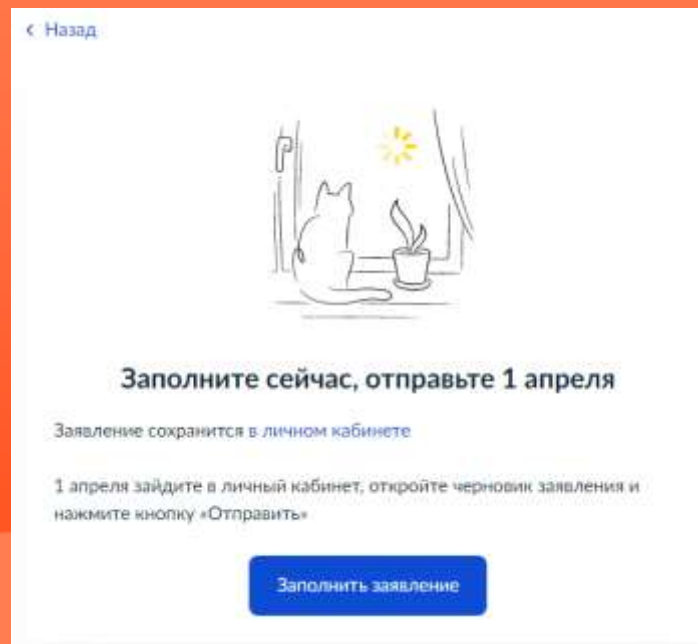 Назад
Заполните сейчас, отправьте 1 апреля
Заявление сохранится в личном кабинете
1 апреля зайдите в личный кабинет, откройте черновик заявления и
нажмите кнопку «Отправить»
Заполнить заявление